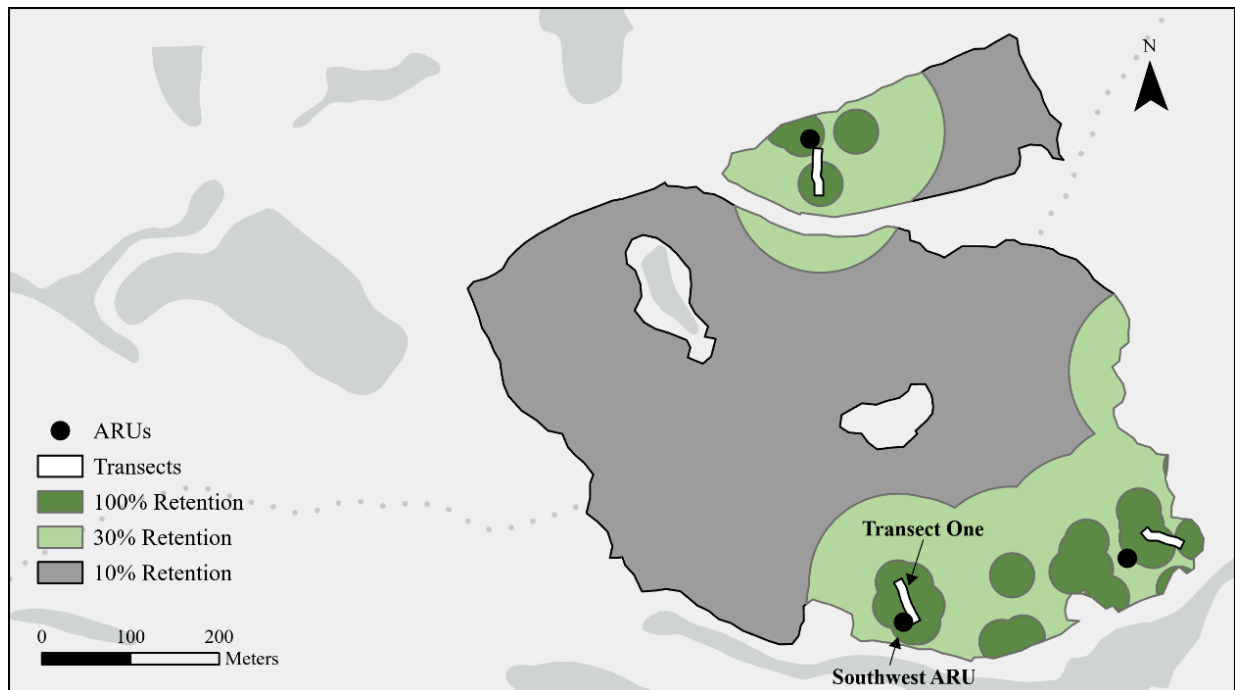 N
ARUs
Transects
100% Retention
30% Retention
10% Retention
Transect One
0 100 200
Meters
Southwest ARU